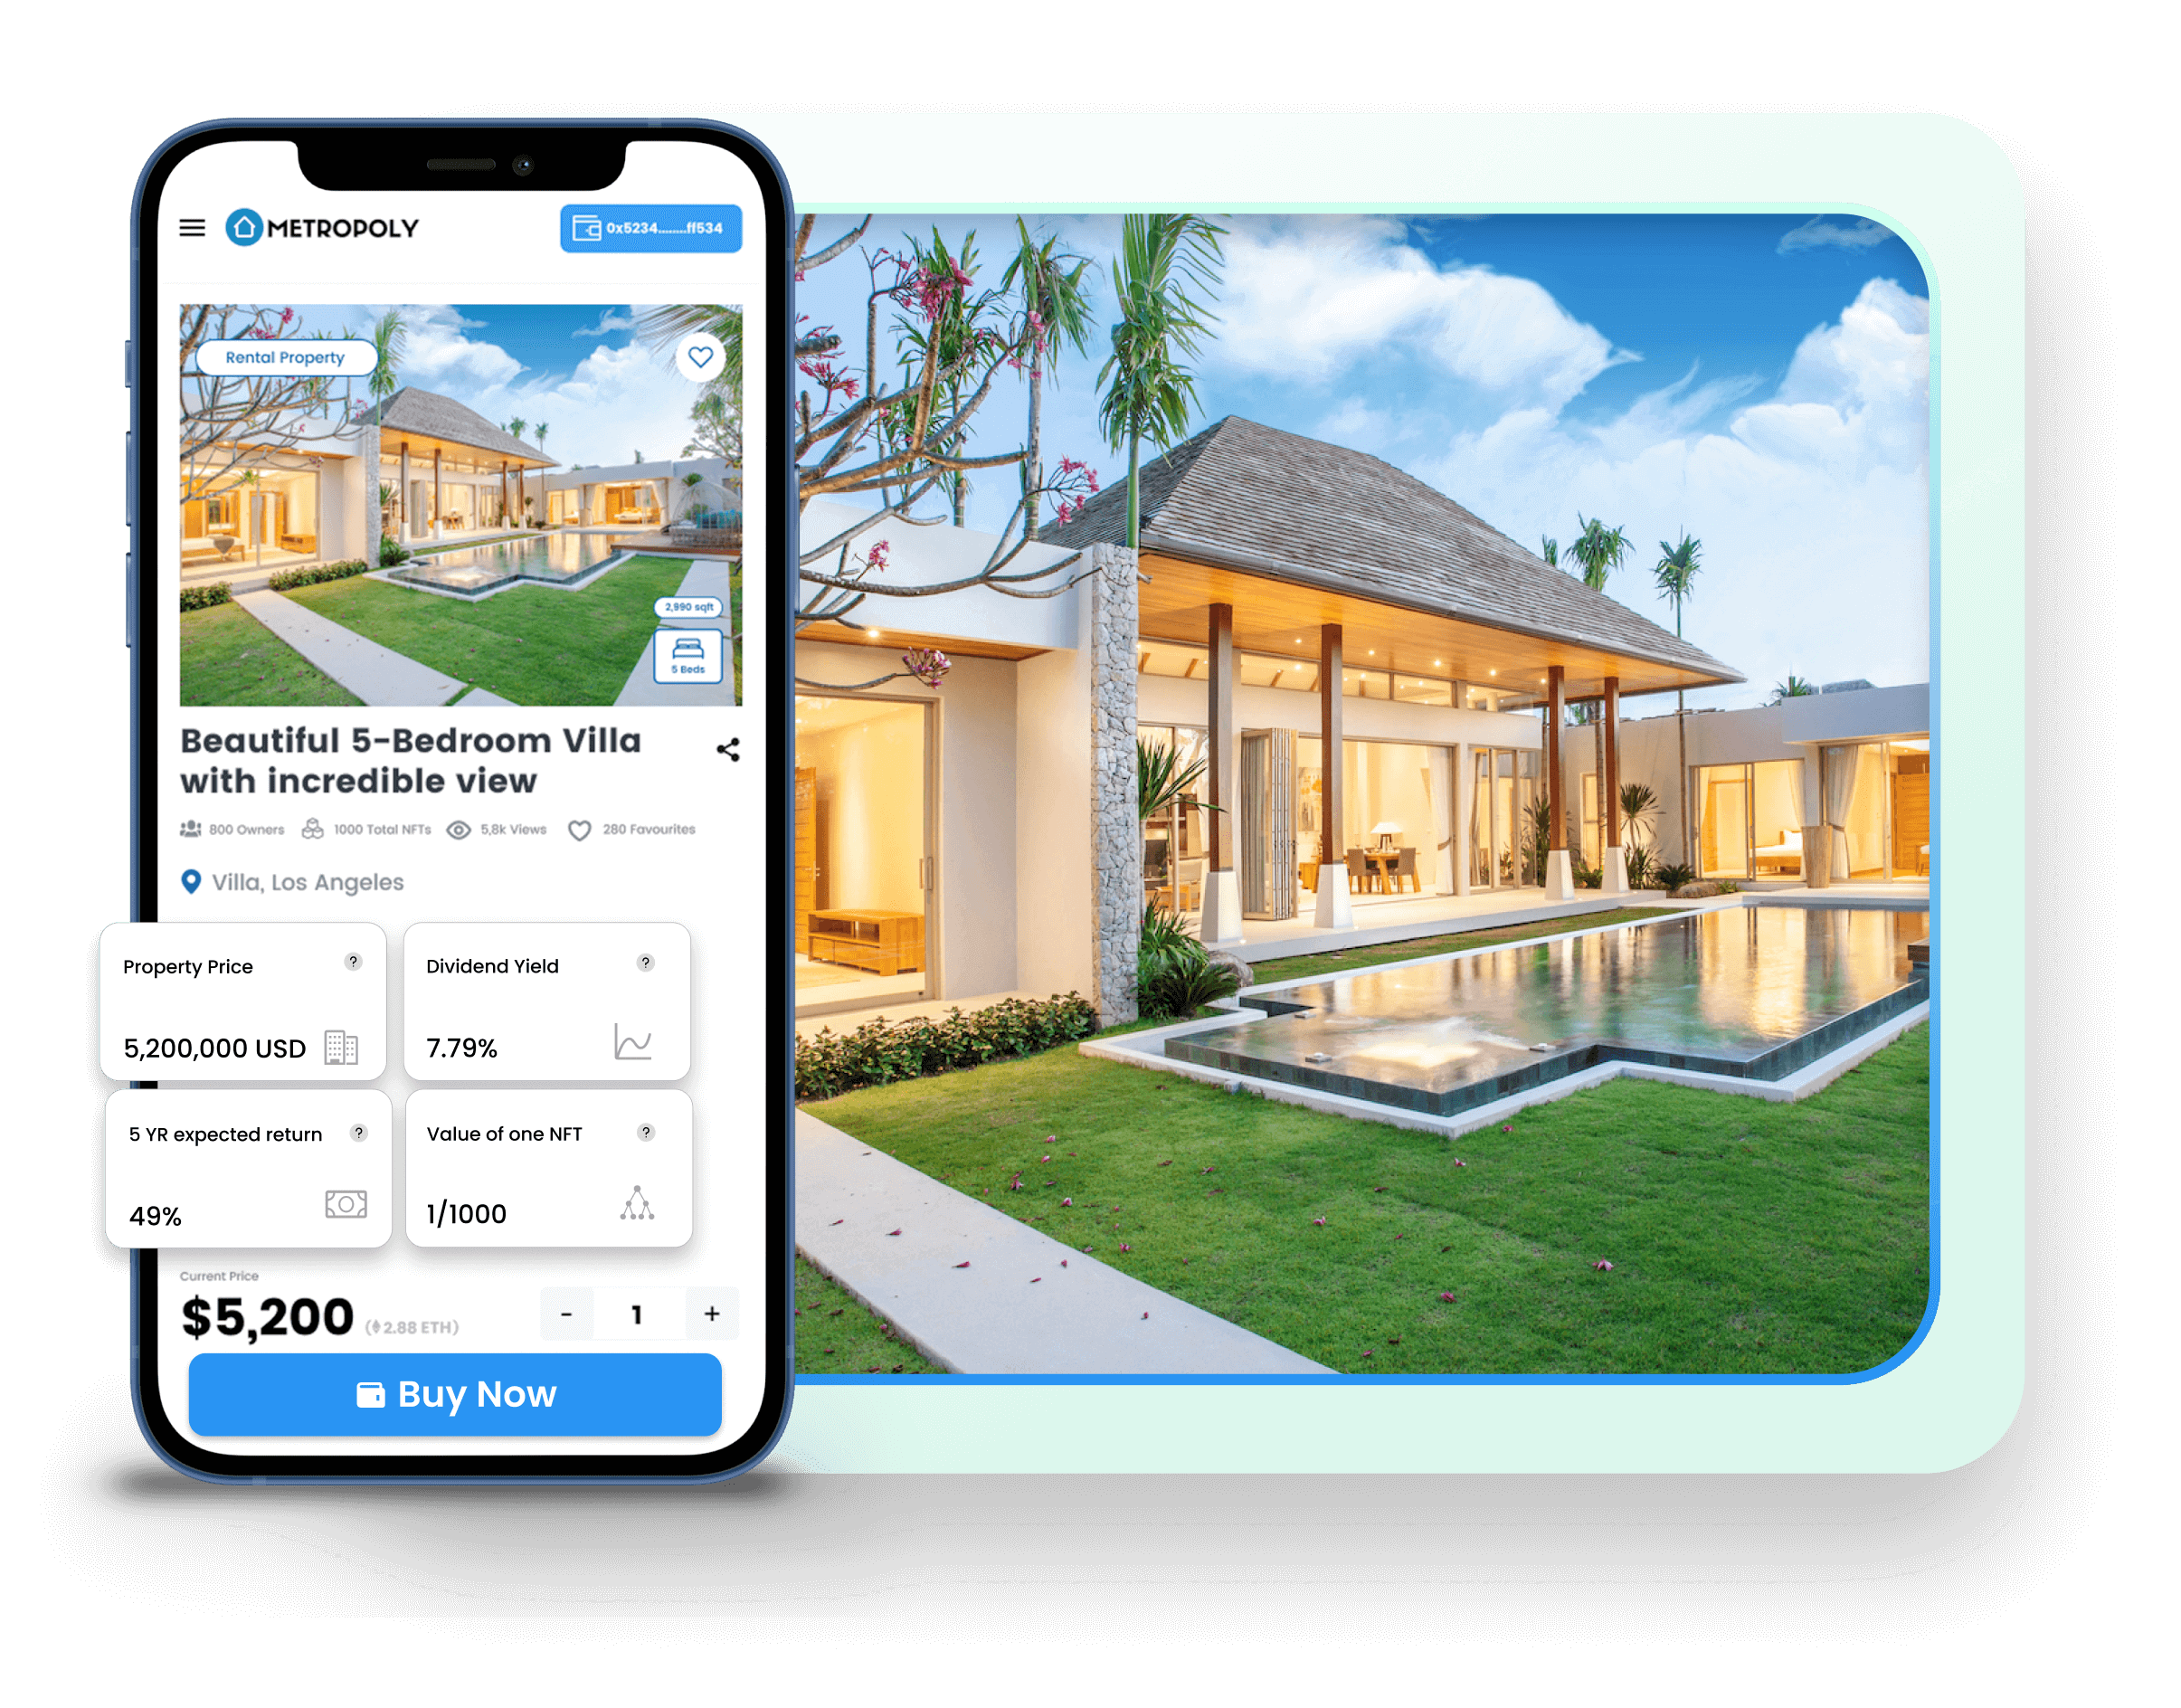 METROPOLY
0x5234........ff534
Rental Property
2,990 sqft
5 Beds
Beautiful 5-Bedroom Villa
with incredible view
800 Owners 1000 Total NFTs 5,8k Views 280 Favourites
Villa, Los Angeles
Property Price ?
5,200,000 USD
Dividend Yield ?
7.79%
5 YR expected return ?
49%
Value of one NFT ?
1/1000
Current Price
$5,200 (2.88 ETH)
- 1 +
Buy Now